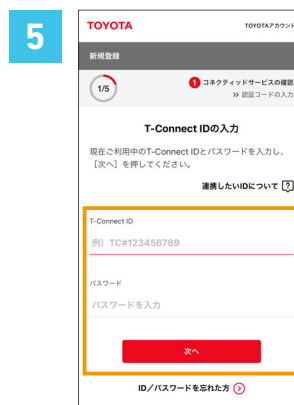 5
TOYOTA
TOYOTAアカウント
新規登録
1/5
1 コネクティッドサービスの確認
>> 認証コードの入力
T-Connect IDの入力
現在ご利用中のT-Connect IDとパスワードを入力し、
［次へ］を押してください。
連携したいIDについて ?
T-Connect ID
例）TC#123456789
パスワード
パスワードを入力
次へ
ID／パスワードを忘れた方